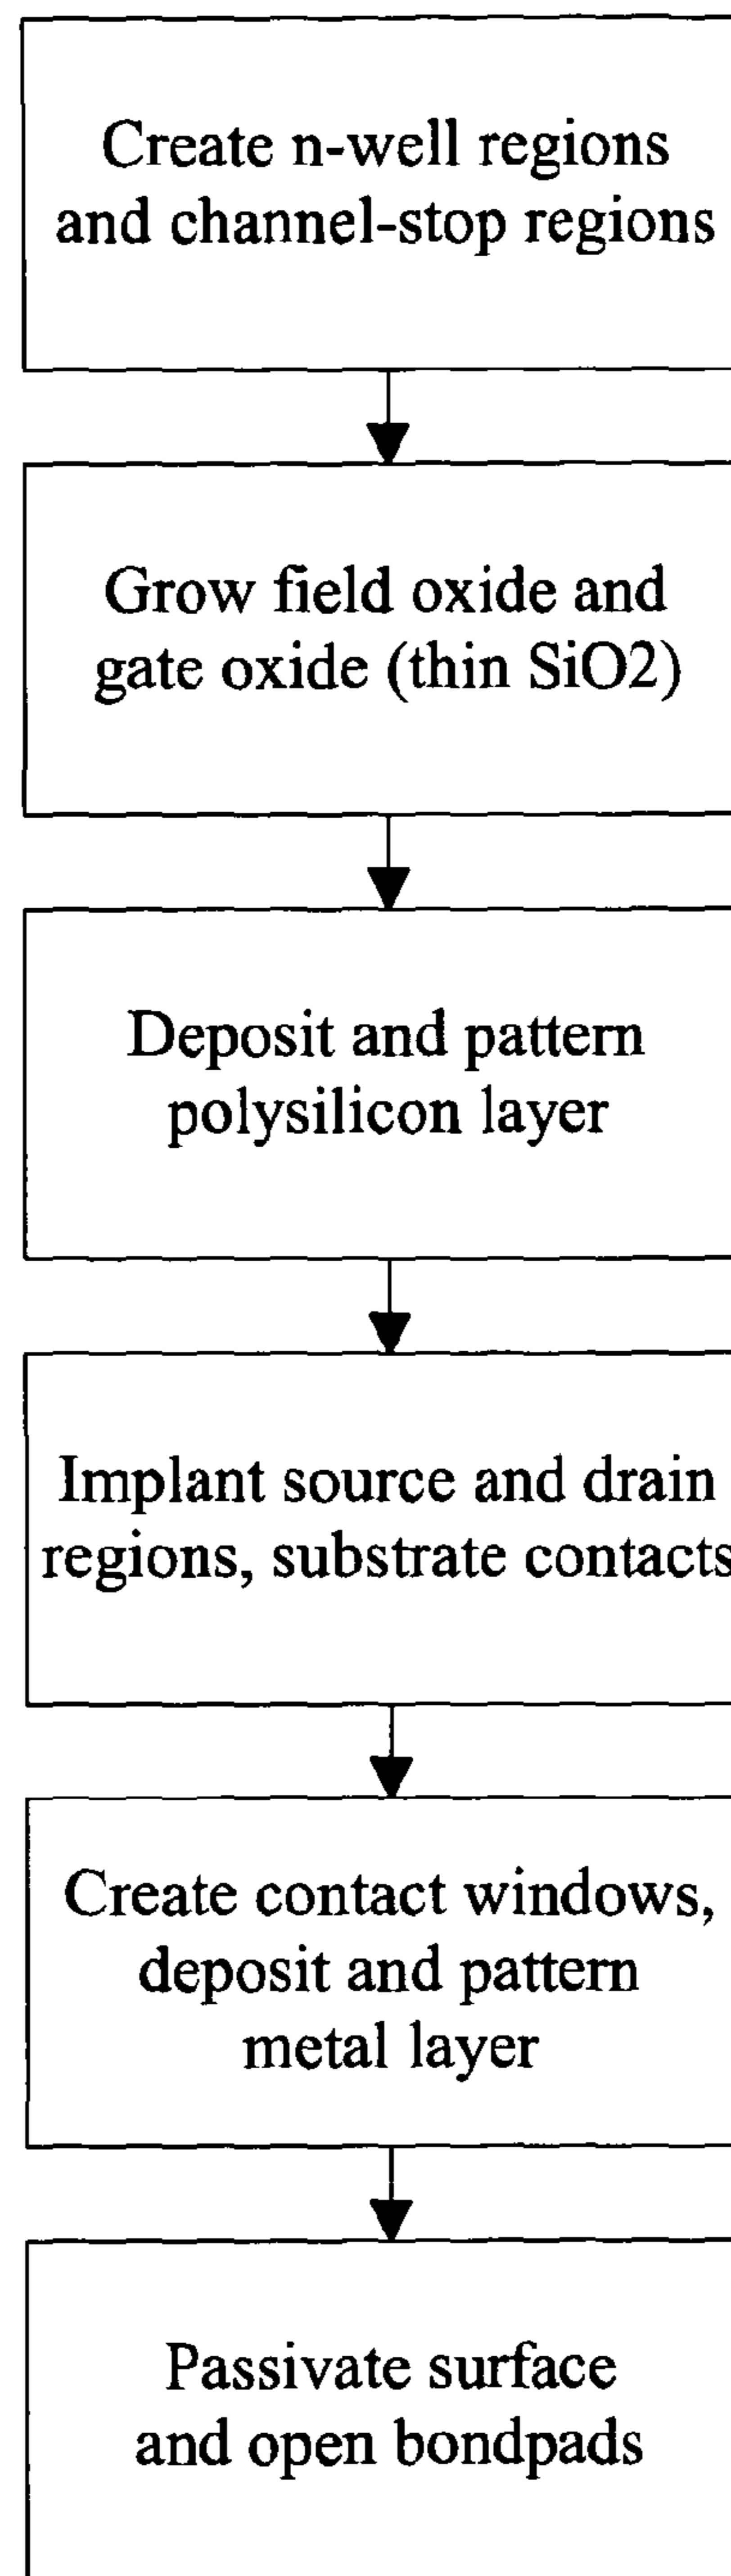 Create n-well regions
and channel-stop regions
Grow field oxide and
gate oxide (thin SiO2)
Deposit and pattern
polysilicon layer
Implant source and drain
regions, substrate contacts
Create contact windows,
deposit and pattern
metal layer
Passivate surface
and open bondpads